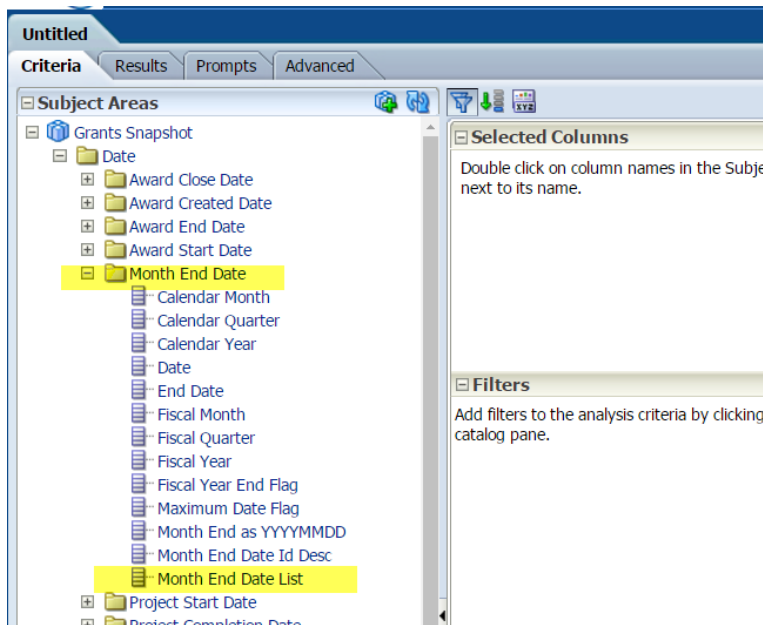 Untitled
Criteria Results Prompts Advanced
Subject Areas
Grants Snapshot
Date
Award Close Date
Award Created Date
Award End Date
Award Start Date
Month End Date
Calendar Month
Calendar Quarter
Calendar Year
Date
End Date
Fiscal Month
Fiscal Quarter
Fiscal Year
Fiscal Year End Flag
Maximum Date Flag
Month End as YYYYMMDD
Month End Date Id Desc
Month End Date List
Project Start Date
Project Completion Date
XYZ
Selected Columns
Double click on column names in the Subje
next to its name.
Filters
Add filters to the analysis criteria by clicking
catalog pane.